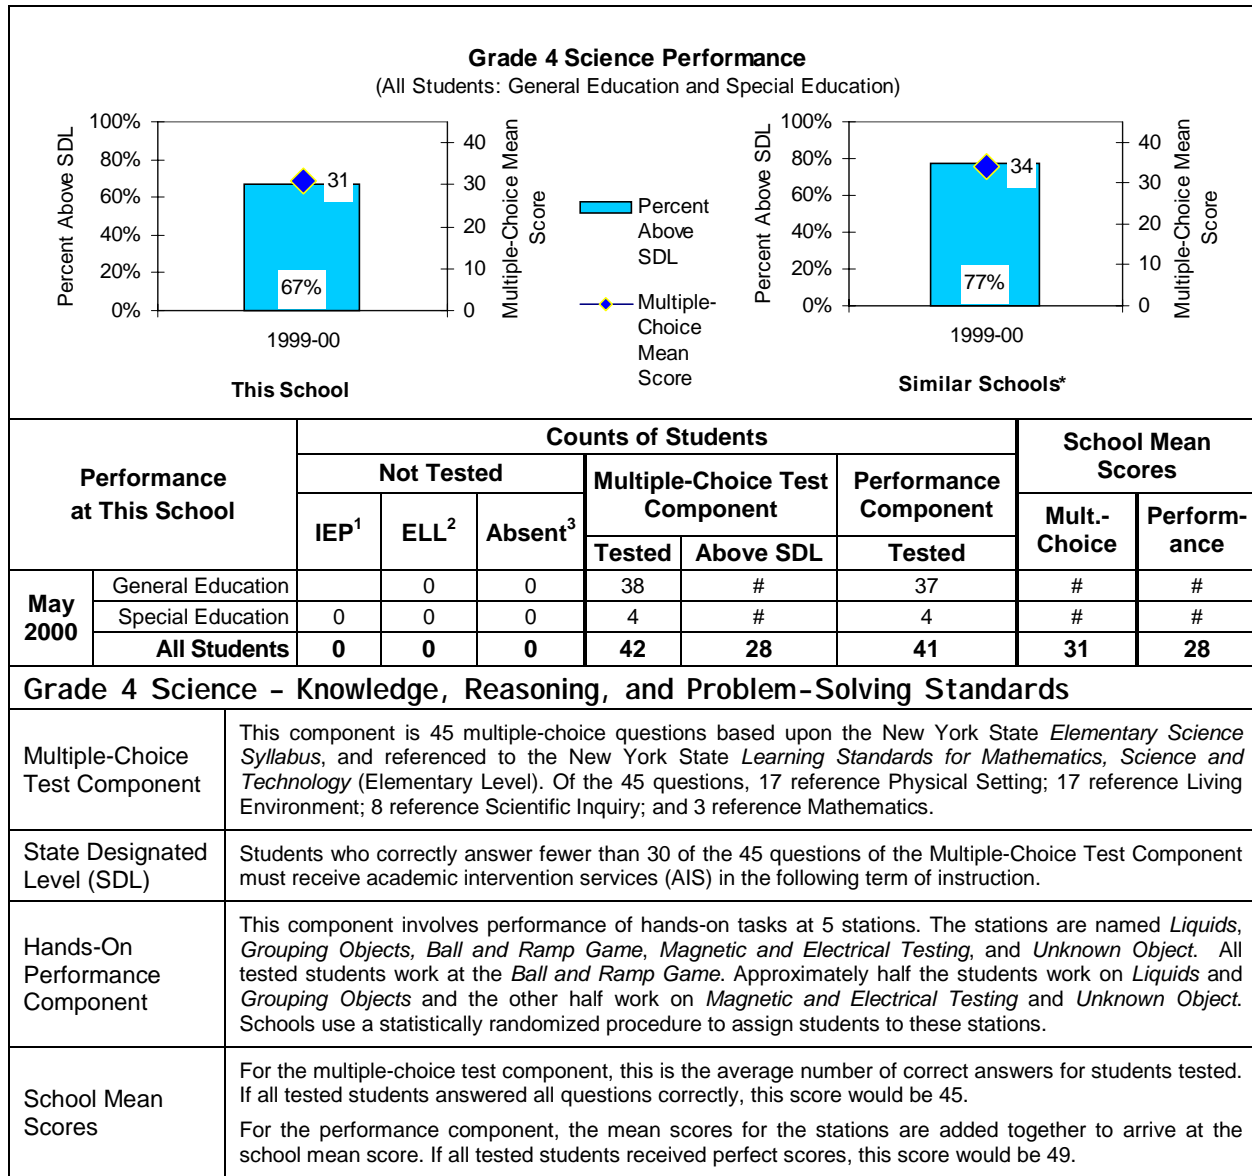 Grade 4 Science Performance
(All Students: General Education and Special Education)
Percent Above SDL
100%
80%
60%
40%
20%
0%
31
67%
40
30
20
10
0
Multiple-Choice Mean
Score
1999-00
This School
Percent
Above
SDL
Multiple-
Choice
Mean
Score
Percent Above SDL
100%
80%
60%
40%
20%
0%
34
77%
40
30
20
10
0
Multiple-Choice Mean
Score
1999-00
Similar Schools*
Performance
at This School
Counts of Students
School Mean
Scores
Not Tested
Multiple-Choice Test
Component
Performance
Component
IEP1 ELL2 Absent3
Mult.-
Choice
Perform-
ance
Tested Above SDL Tested
May
2000
General Education 0 0 38 # 37 # #
Special Education 0 0 0 4 # 4 # #
All Students 0 0 0 42 28 41 31 28
Grade 4 Science – Knowledge, Reasoning, and Problem-Solving Standards
Multiple-Choice
Test Component
This component is 45 multiple-choice questions based upon the New York State Elementary Science
Syllabus, and referenced to the New York State Learning Standards for Mathematics, Science and
Technology (Elementary Level). Of the 45 questions, 17 reference Physical Setting; 17 reference Living
Environment; 8 reference Scientific Inquiry; and 3 reference Mathematics.
State Designated
Level (SDL)
Students who correctly answer fewer than 30 of the 45 questions of the Multiple-Choice Test Component
must receive academic intervention services (AIS) in the following term of instruction.
Hands-On
Performance
Component
This component involves performance of hands-on tasks at 5 stations. The stations are named Liquids,
Grouping Objects, Ball and Ramp Game, Magnetic and Electrical Testing, and Unknown Object. All
tested students work at the Ball and Ramp Game. Approximately half the students work on Liquids and
Grouping Objects and the other half work on Magnetic and Electrical Testing and Unknown Object.
Schools use a statistically randomized procedure to assign students to these stations.
School Mean
Scores
For the multiple-choice test component, this is the average number of correct answers for students tested.
If all tested students answered all questions correctly, this score would be 45.
For the performance component, the mean scores for the stations are added together to arrive at the
school mean score. If all tested students received perfect scores, this score would be 49.